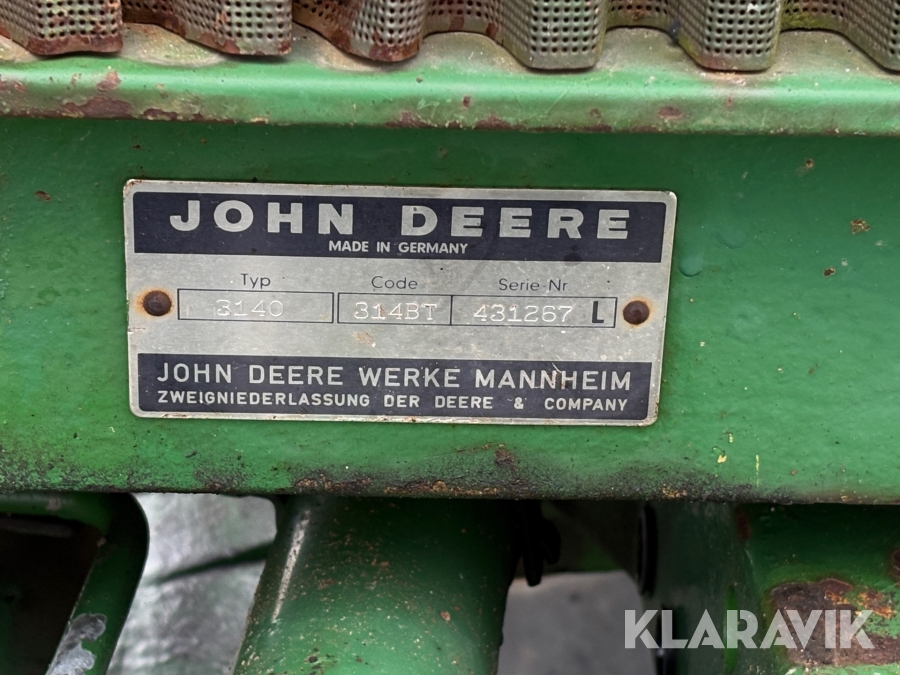 JOHN DEERE
MADE IN GERMANY
Typ Code Serie-Nr
3140 314BT 431267 L
JOHN DEERE WERKE MANNHEIM
ZWEIGNIEDERLASSUNG DER DEERE & COMPANY
KLARAVIK